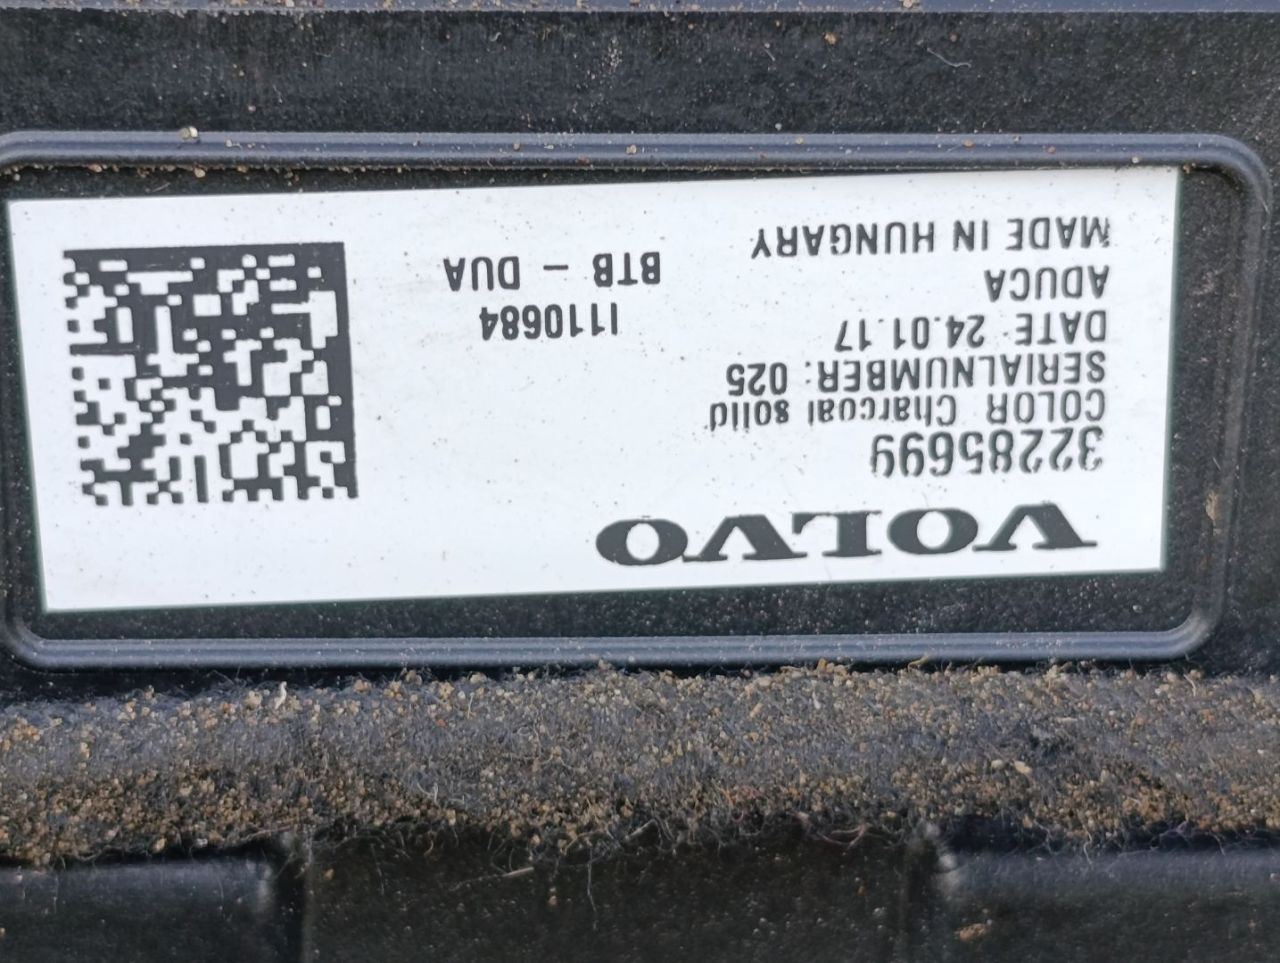 VOLVO
32285699
COLOR Charcoal solid
SERIALNUMBER: 025
DATE: 24.01.17
ADUCA
MADE IN HUNGARY
1110684
BTB - DUA